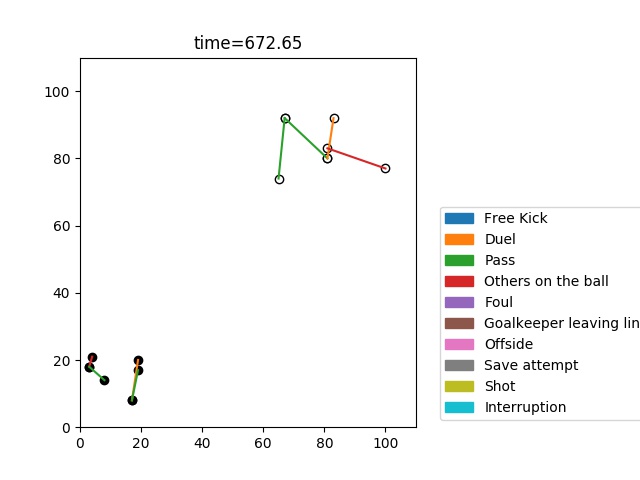 time=672.65
100
80
60
40
20
0
0 20 40 60 80 100
Free Kick
Duel
Pass
Others on the ball
Foul
Goalkeeper leaving lin
Offside
Save attempt
Shot
Interruption